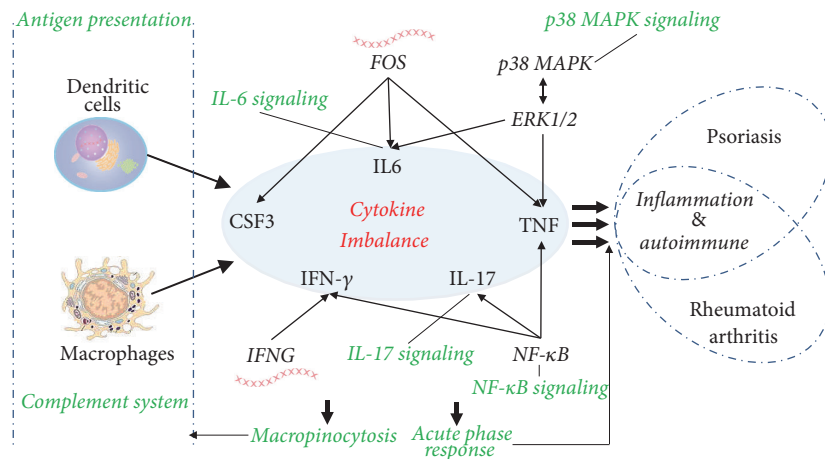 Antigen presentation
p38 MAPK signaling
FOS
p38 MAPK
Dendritic
cells
IL-6 signaling
ERK1/2
Psoriasis
IL6
CSF3
Cytokine
Imbalance
TNF
Inflammation
&
autoimmune
IFN-γ
IL-17
Rheumatoid
arthritis
Macrophages
IFNG
IL-17 signaling
NF-κB
NF-κB signaling
Complement system
Macropinocytosis
Acute phase
response